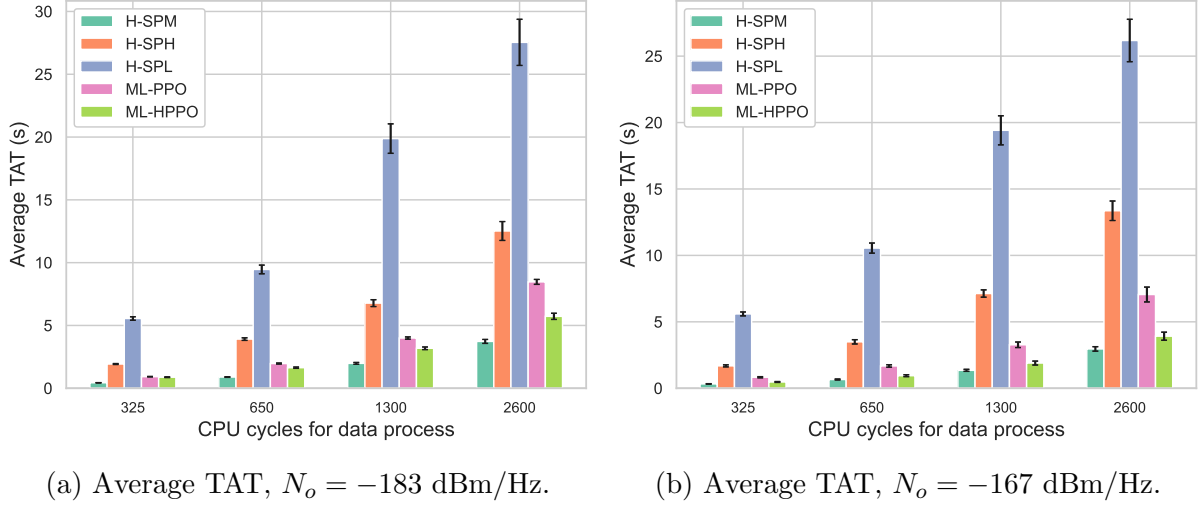 30
25
20
15
10
5
0
Average TAT (s)
H-SPM
H-SPH
H-SPL
ML-PPO
ML-HPPO
325 650 1300 2600
CPU cycles for data process
(a) Average TAT, N_o = −183 dBm/Hz.
25
20
15
10
5
0
Average TAT (s)
H-SPM
H-SPH
H-SPL
ML-PPO
ML-HPPO
325 650 1300 2600
CPU cycles for data process
(b) Average TAT, N_o = −167 dBm/Hz.